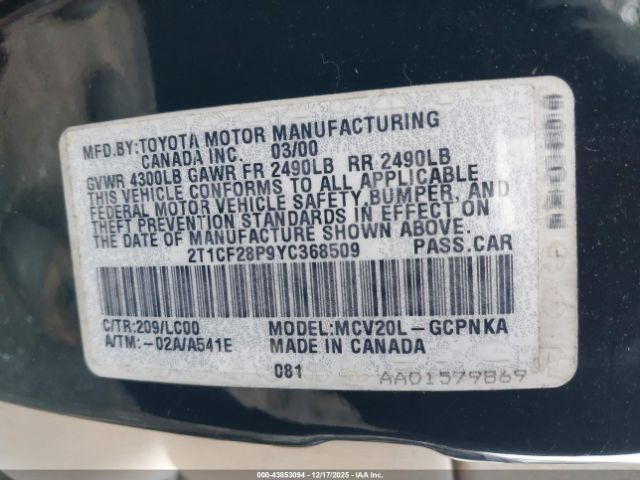 MFD.BY:TOYOTA MOTOR MANUFACTURING
CANADA INC. 03/00
GVWR 4300LB GAWR FR 2490LB RR 2490LB
THIS VEHICLE CONFORMS TO ALL APPLICABLE
FEDERAL MOTOR VEHICLE SAFETY,BUMPER, AND
THEFT PREVENTION STANDARDS IN EFFECT ON
THE DATE OF MANUFACTURE SHOWN ABOVE.
2T1CF28P9YC368509 PASS.CAR
C/TR:209/LC00 MODEL:MCV20L-GCPNKA
A/TM:-02A/A541E MADE IN CANADA
081
AA01579869
000-43853094 | 12/17/2025 - IAAI.COM